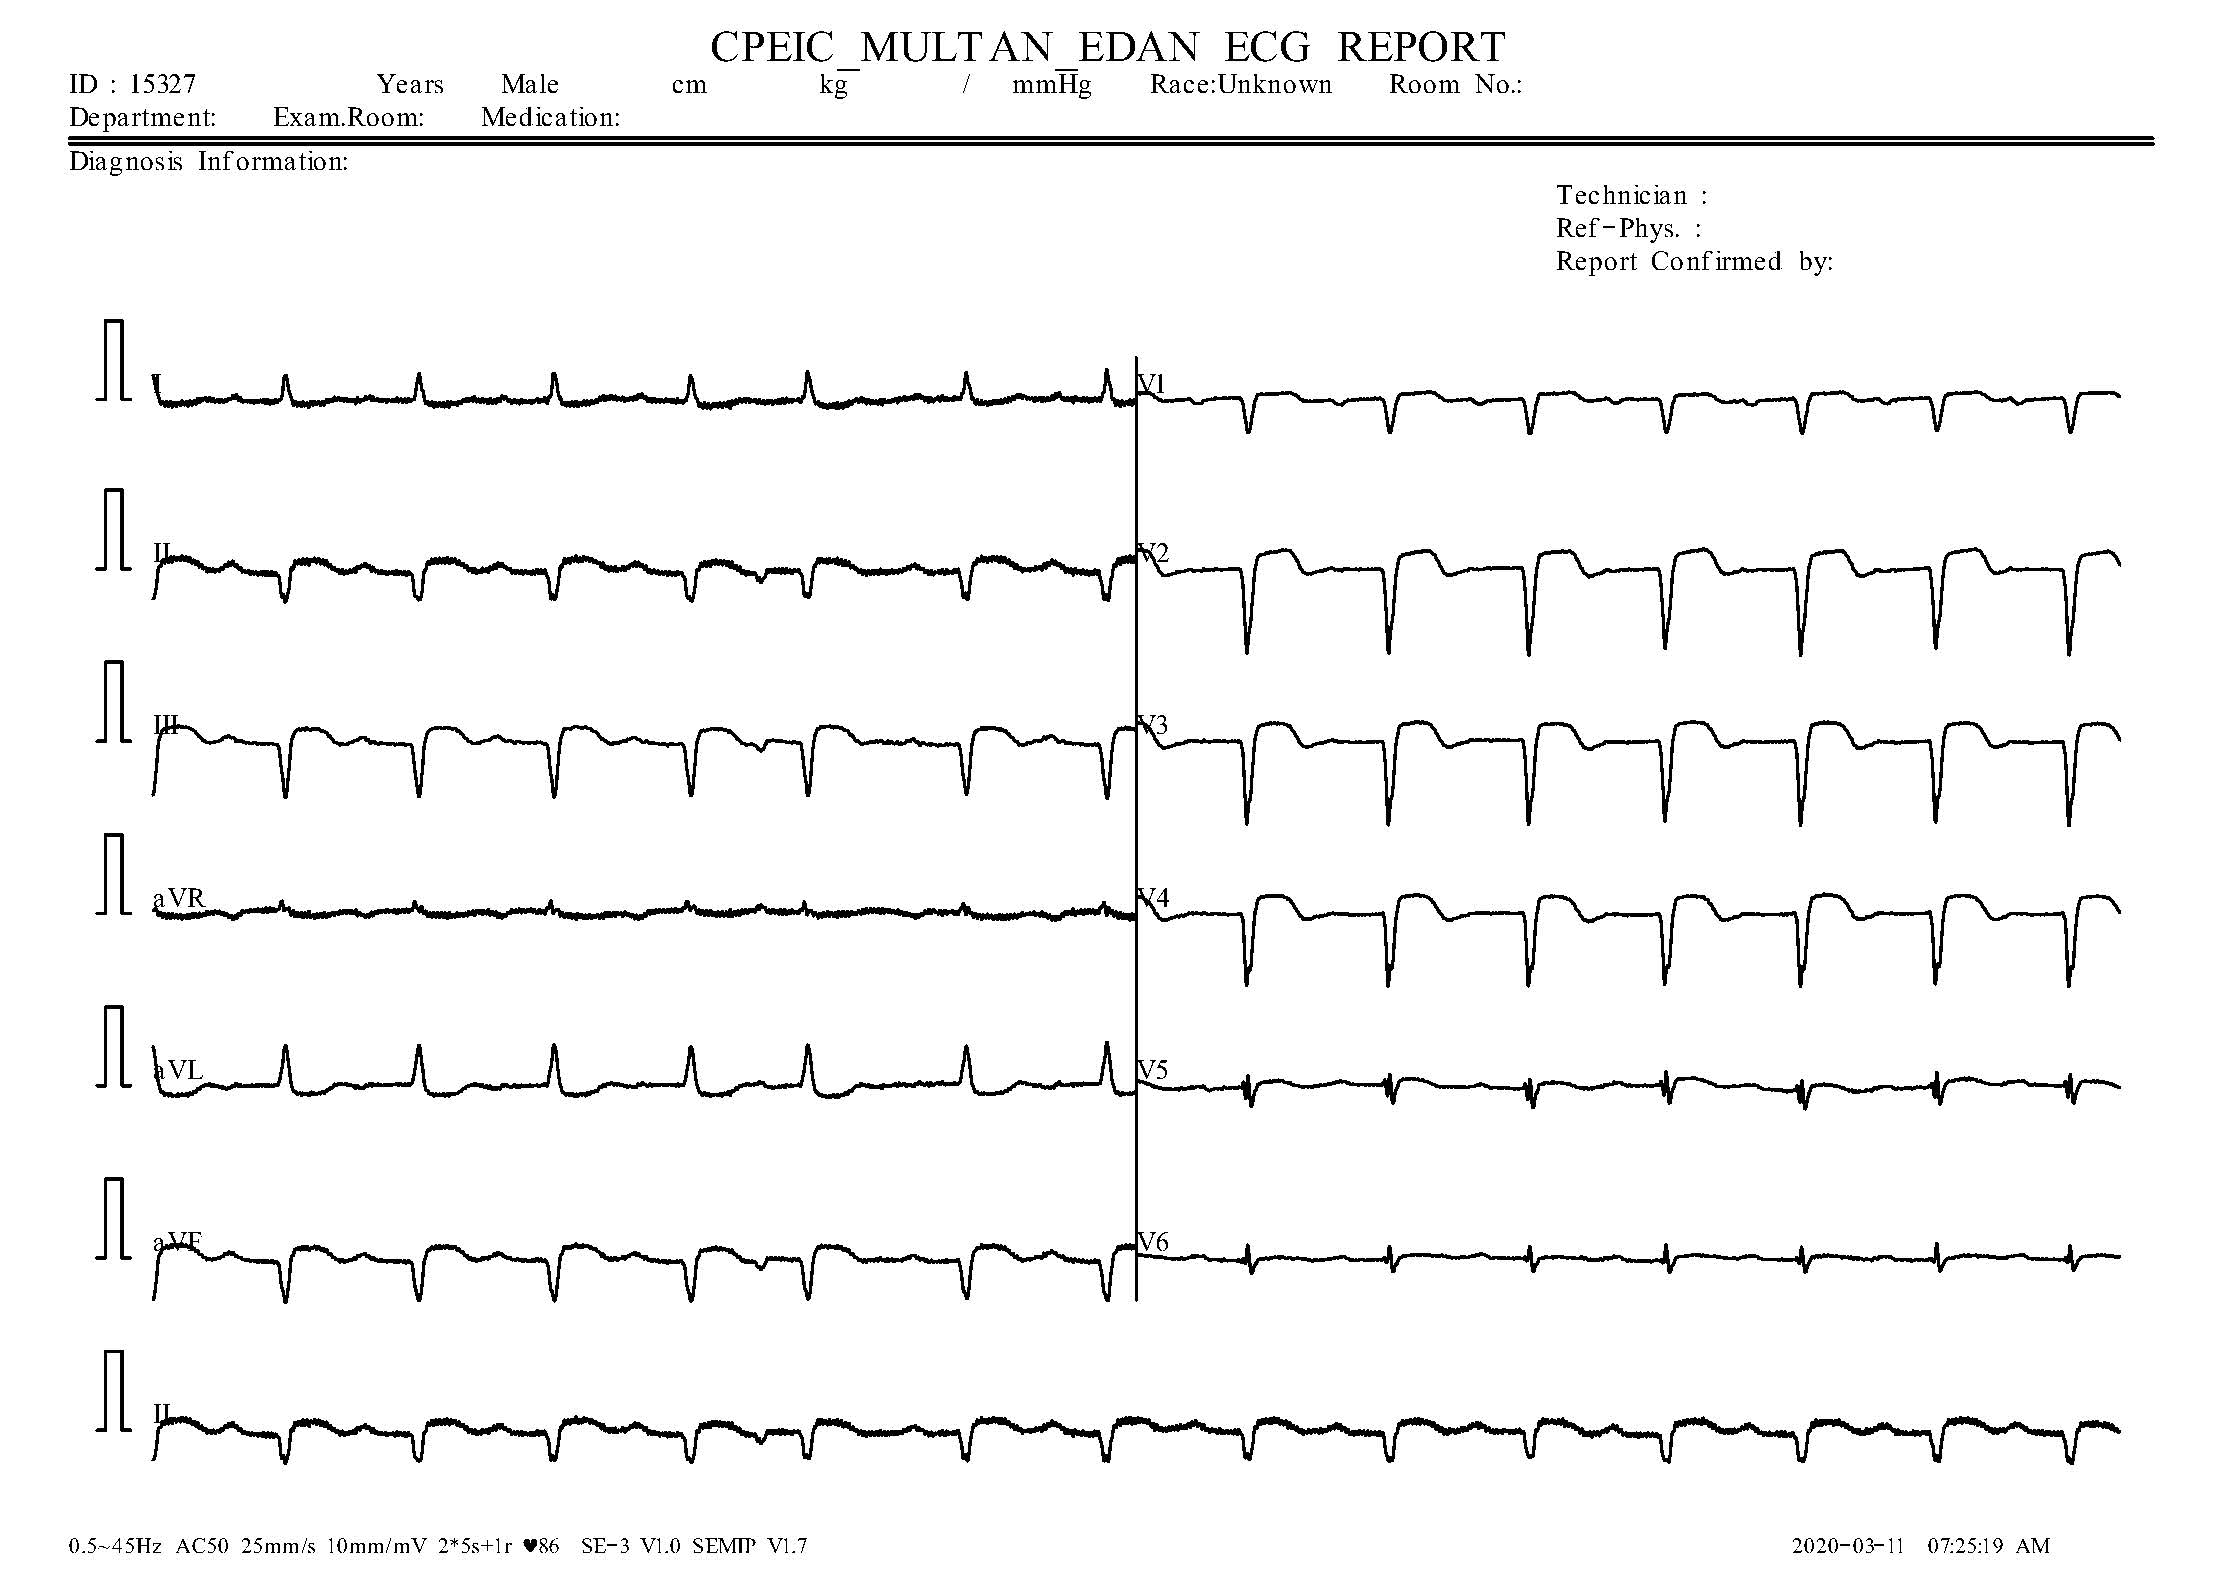 CPEIC_MULTAN_EDAN ECG REPORT
ID : 15327 Years Male cm kg / mmHg Race:Unknown Room No.:
Department: Exam.Room: Medication:
Diagnosis Information:
Technician :
Ref-Phys. :
Report Confirmed by:
I V1
II V2
III V3
aVR V4
aVL V5
aVF V6
II
0.5~45Hz AC50 25mm/s 10mm/mV 2*5s+1r ♥86 SE-3 V1.0 SEMIP V1.7 2020-03-11 07:25:19 AM